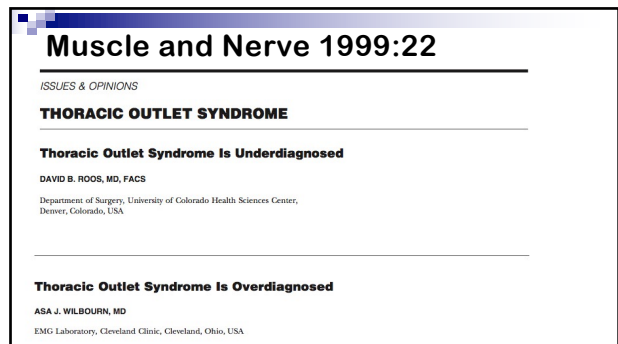 Muscle and Nerve 1999:22
ISSUES & OPINIONS
THORACIC OUTLET SYNDROME
Thoracic Outlet Syndrome Is Underdiagnosed
DAVID B. ROOS, MD, FACS
Department of Surgery, University of Colorado Health Sciences Center,
Denver, Colorado, USA
Thoracic Outlet Syndrome Is Overdiagnosed
ASA J. WILBOURN, MD
EMG Laboratory, Cleveland Clinic, Cleveland, Ohio, USA